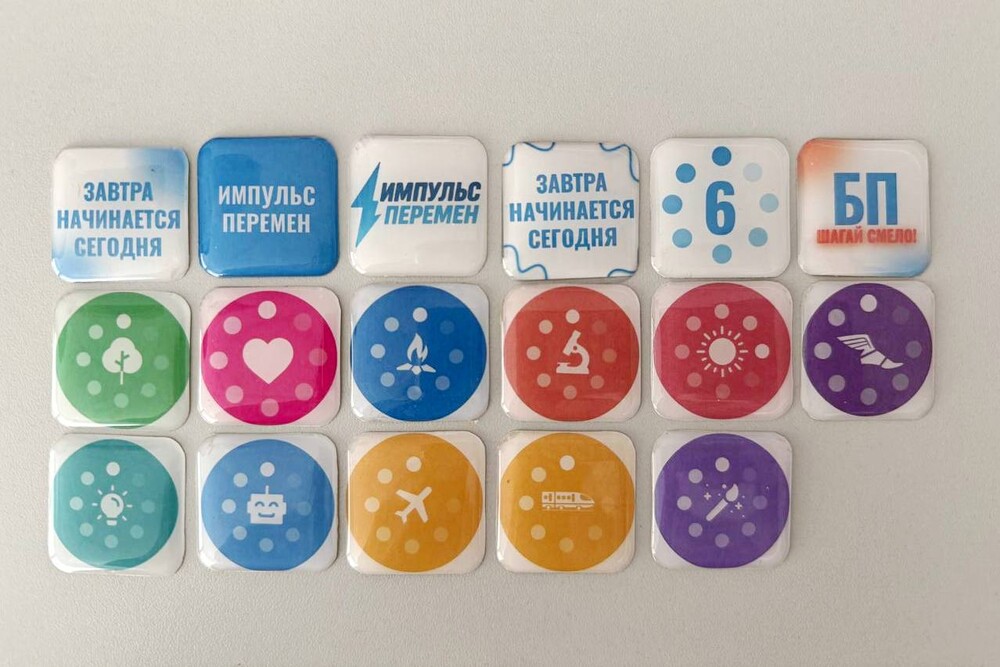 ЗАВТРА
НАЧИНАЕТСЯ
СЕГОДНЯ
ИМПУЛЬС
ПЕРЕМЕН
ИМПУЛЬС
ПЕРЕМЕН
ЗАВТРА
НАЧИНАЕТСЯ
СЕГОДНЯ
6
БП
ШАГАЙ СМЕЛО!